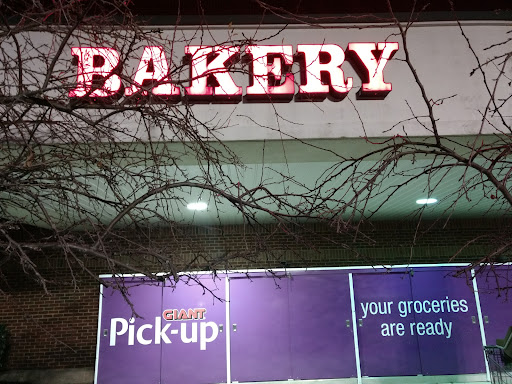 BAKERY
GIANT
Pick-up
your groceries
are ready